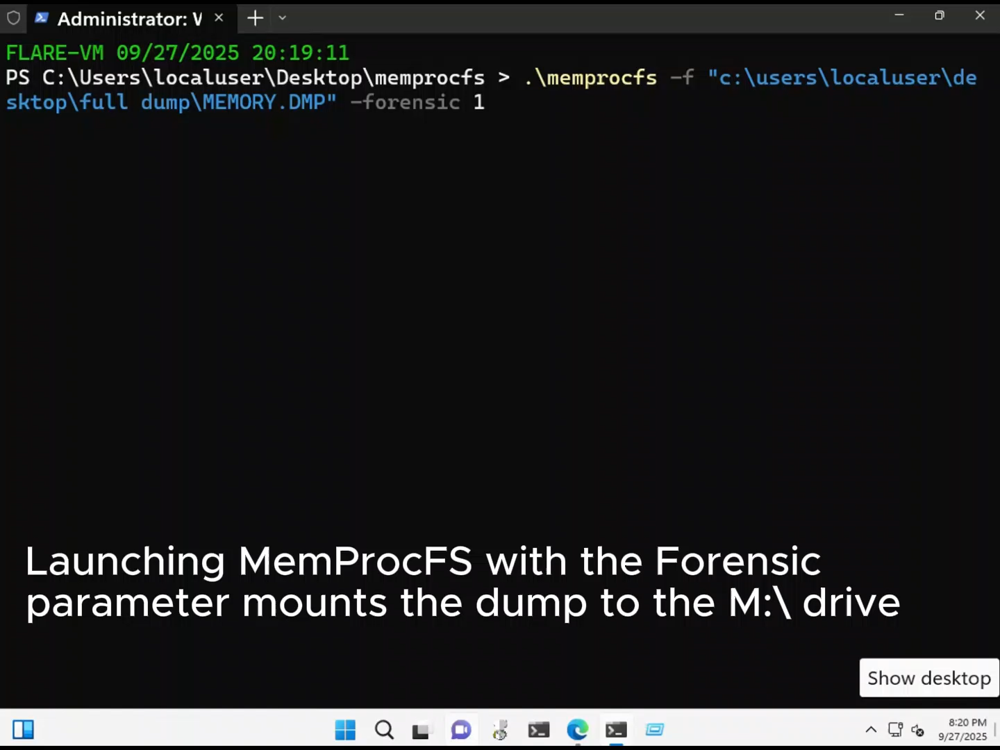 Administrator: V
FLARE-VM 09/27/2025 20:19:11
PS C:\Users\localuser\Desktop\memprocfs > .\memprocfs -f "c:\users\localuser\de
sktop\full dump\MEMORY.DMP" -forensic 1
Launching MemProcFS with the Forensic
parameter mounts the dump to the M:\ drive
Show desktop
8:20 PM
9/27/2025